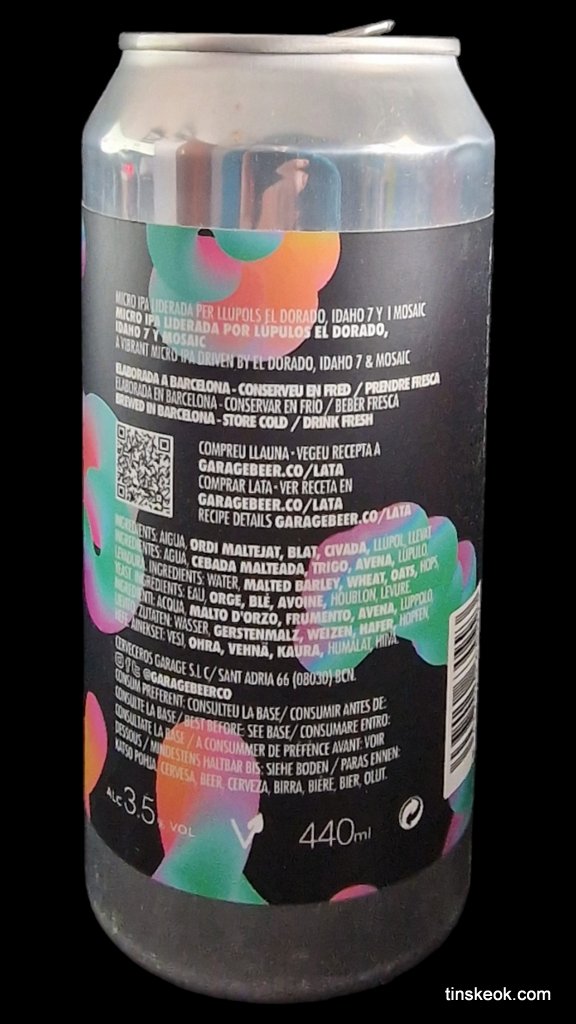 MICRO IPA LIDERADA PER LLUPOLS EL DORADO, IDAHO 7 Y I MOSAIC
MICRO IPA LIDERADA POR LÚPULOS EL DORADO,
IDAHO 7 Y MOSAIC
A VIBRANT MICRO IPA DRIVEN BY EL DORADO, IDAHO 7 & MOSAIC
ELABORADA A BARCELONA - CONSERVEU EN FRED / PRENDRE FRESCA
ELABORADA EN BARCELONA - CONSERVAR EN FRÍO / BEBER FRESCA
BREWED IN BARCELONA - STORE COLD / DRINK FRESH
COMPREU LLAUNA - VEGEU RECEPTA A
GARAGEBEER.CO/LATA
COMPRAR LATA - VER RECETA EN
GARAGEBEER.CO/LATA
RECIPE DETAILS GARAGEBEER.CO/LATA
INGREDIENTS: AIGUA, ORDI MALTEJAT, BLAT, CIVADA, LLUPOL, LLEVAT
INGREDIENTES: AGUA, CEBADA MALTEADA, TRIGO, AVENA, LÚPULO,
LEVADURA. INGREDIENTS: WATER, MALTED BARLEY, WHEAT, OATS, HOPS,
YEAST. INGRÉDIENTS: EAU, ORGE, BLÉ, AVOINE, HOUBLON, LEVURE.
INGREDIENTI: ACQUA, MALTO D'ORZO, FRUMENTO, AVENA, LUPPOLO,
LIEVITO. ZUTATEN: WASSER, GERSTENMALZ, WEIZEN, HAFER, HOPFEN,
HEFE. AINEKSET: VESI, OHRA, VEHNÄ, KAURA, HUMALAT, HIIVA.
CERVECEROS GARAGE S.L C/ SANT ADRIA 66 (08030) BCN.
@GARAGEBEERCO
CONSUM PREFERENT: CONSULTEU LA BASE/ CONSUMIR ANTES DE:
CONSULTE LA BASE/ BEST BEFORE: SEE BASE/ CONSUMARE ENTRO:
CONSULTATE LA BASE / A CONSUMMER DE PRÉFÉNCE AVANT: VOIR
DESSOUS / MINDESTENS HALTBAR BIS: SIEHE BODEN / PARAS ENNEN:
KATSO POHJA, CERVESA, BEER, CERVEZA, BIRRA, BIÈRE, BIER, OLUT.
ALC 3.5% VOL
440ml
tinskeok.com